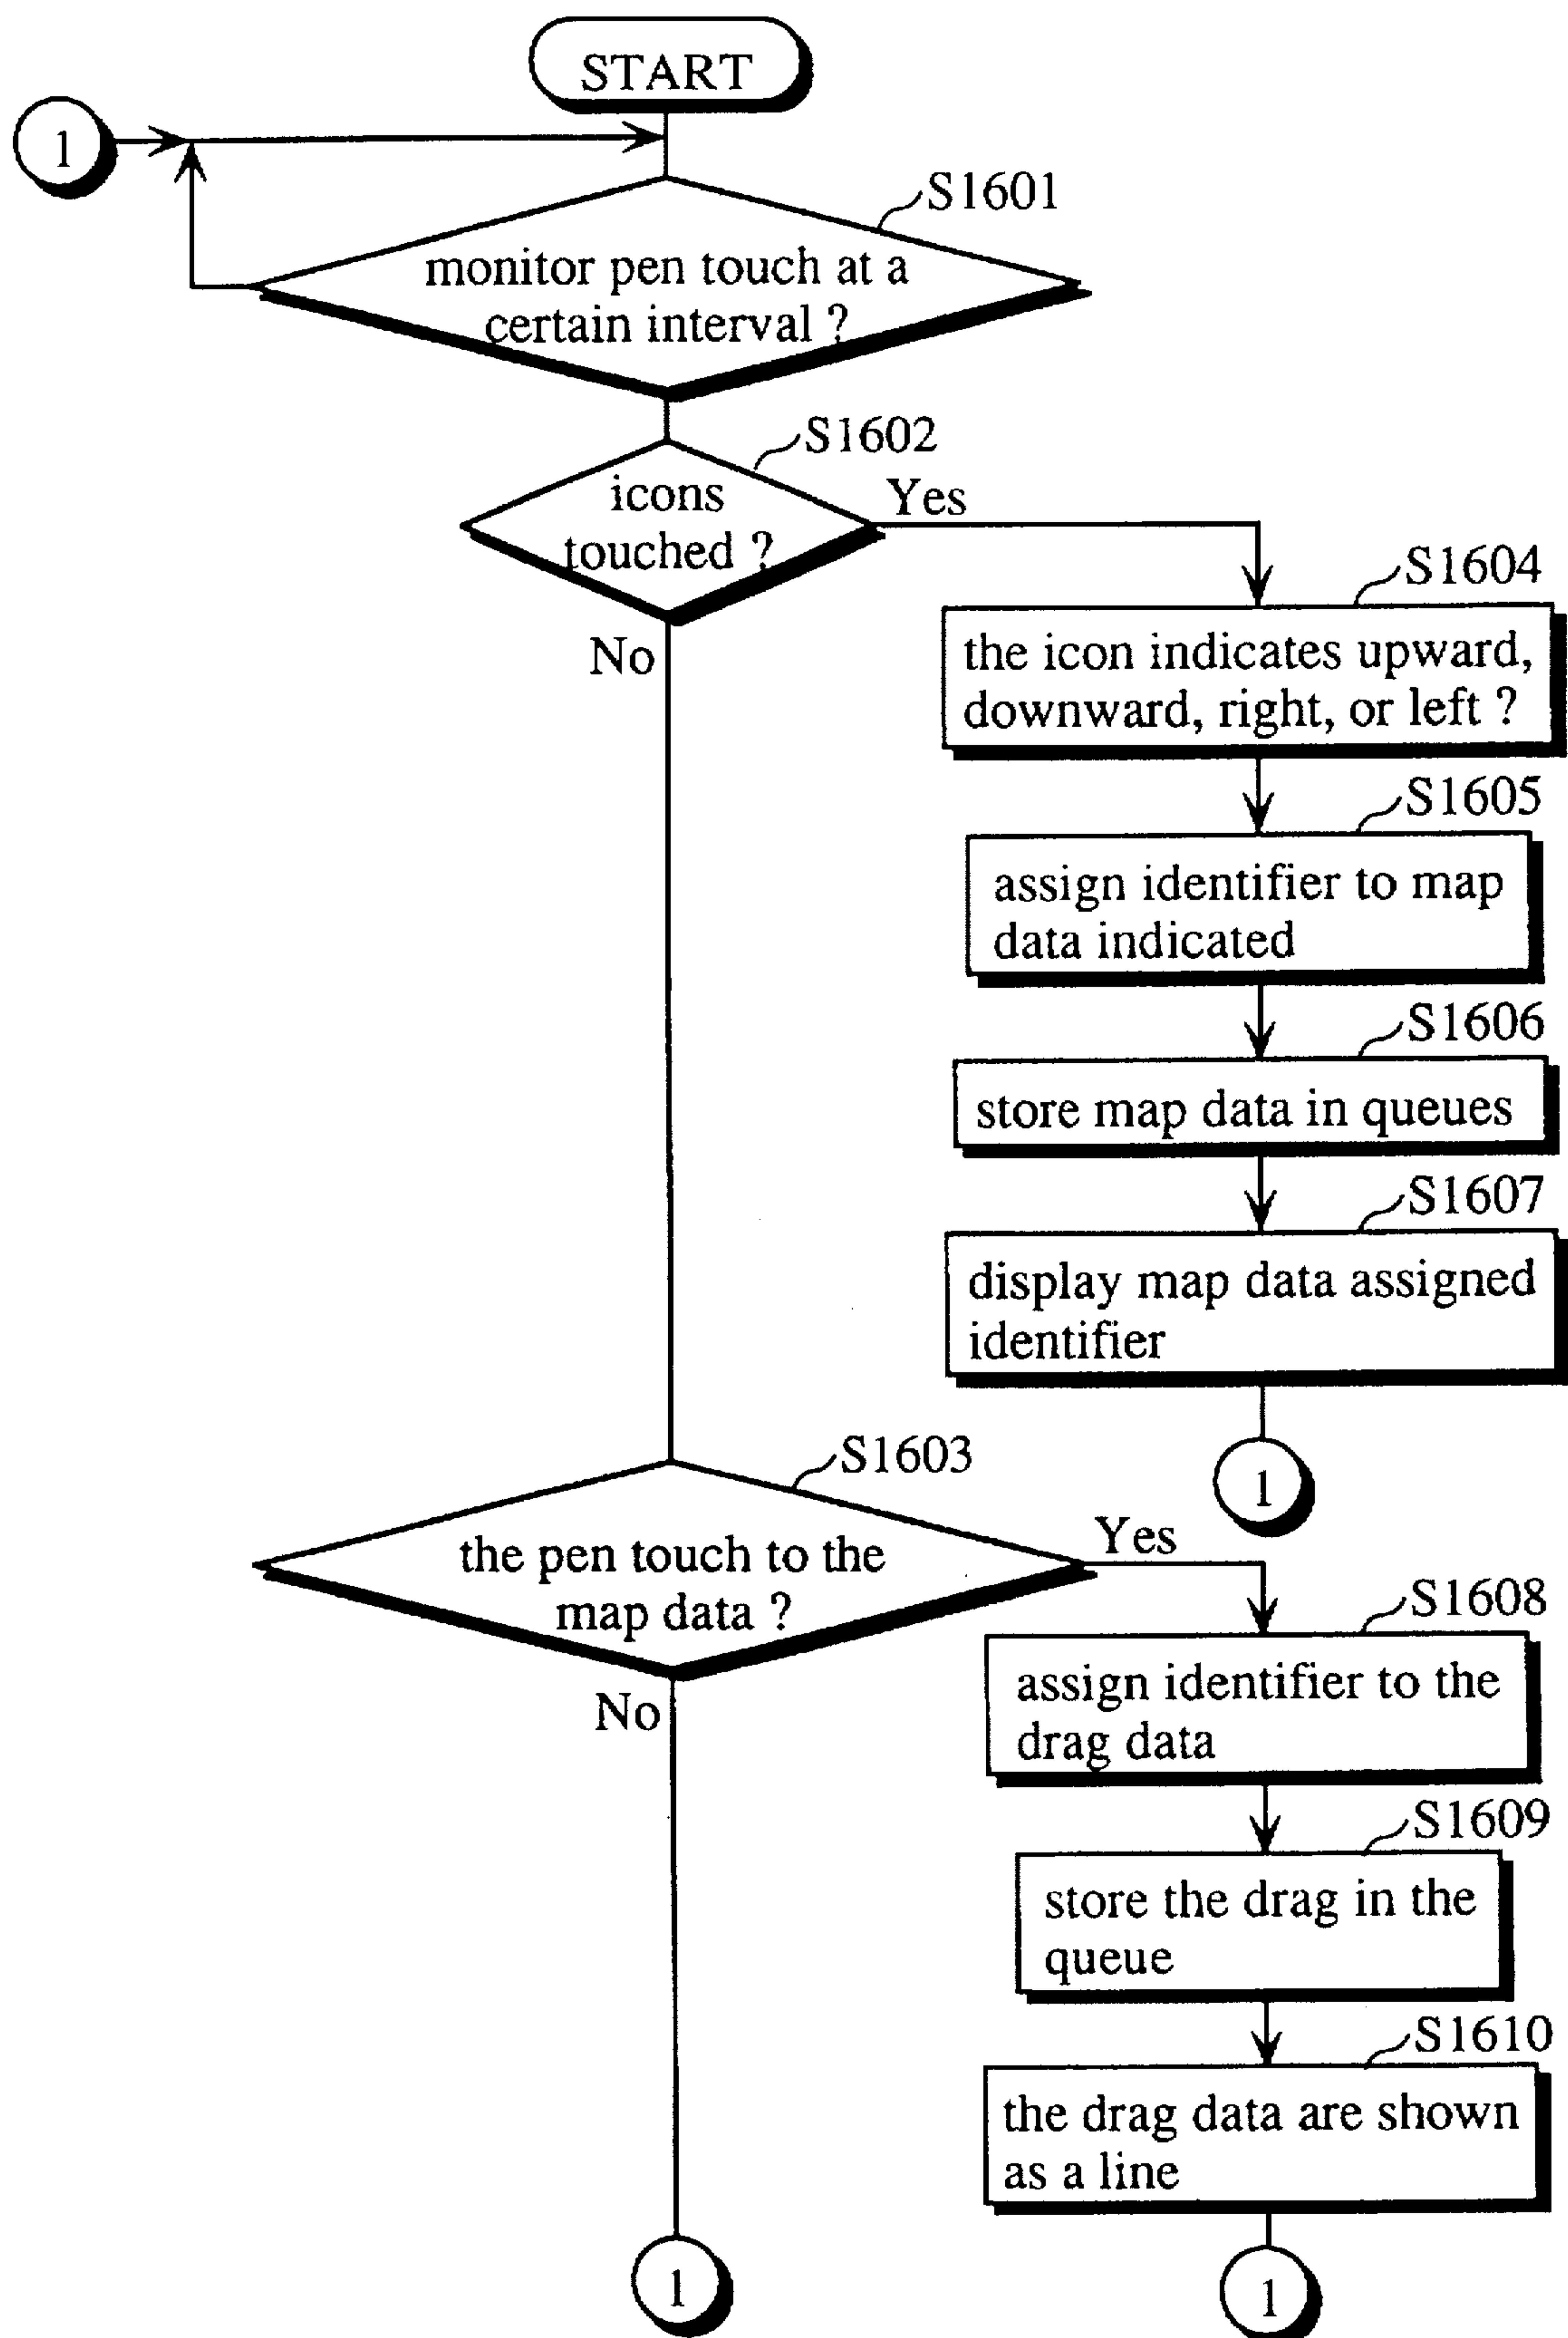 START
1
S1601
monitor pen touch at a
certain interval ?
S1602
icons
touched ?
Yes
No
S1604
the icon indicates upward,
downward, right, or left ?
S1605
assign identifier to map
data indicated
S1606
store map data in queues
S1607
display map data assigned
identifier
1
S1603
the pen touch to the
map data ?
Yes
No
S1608
assign identifier to the
drag data
S1609
store the drag in the
queue
S1610
the drag data are shown
as a line
1
1